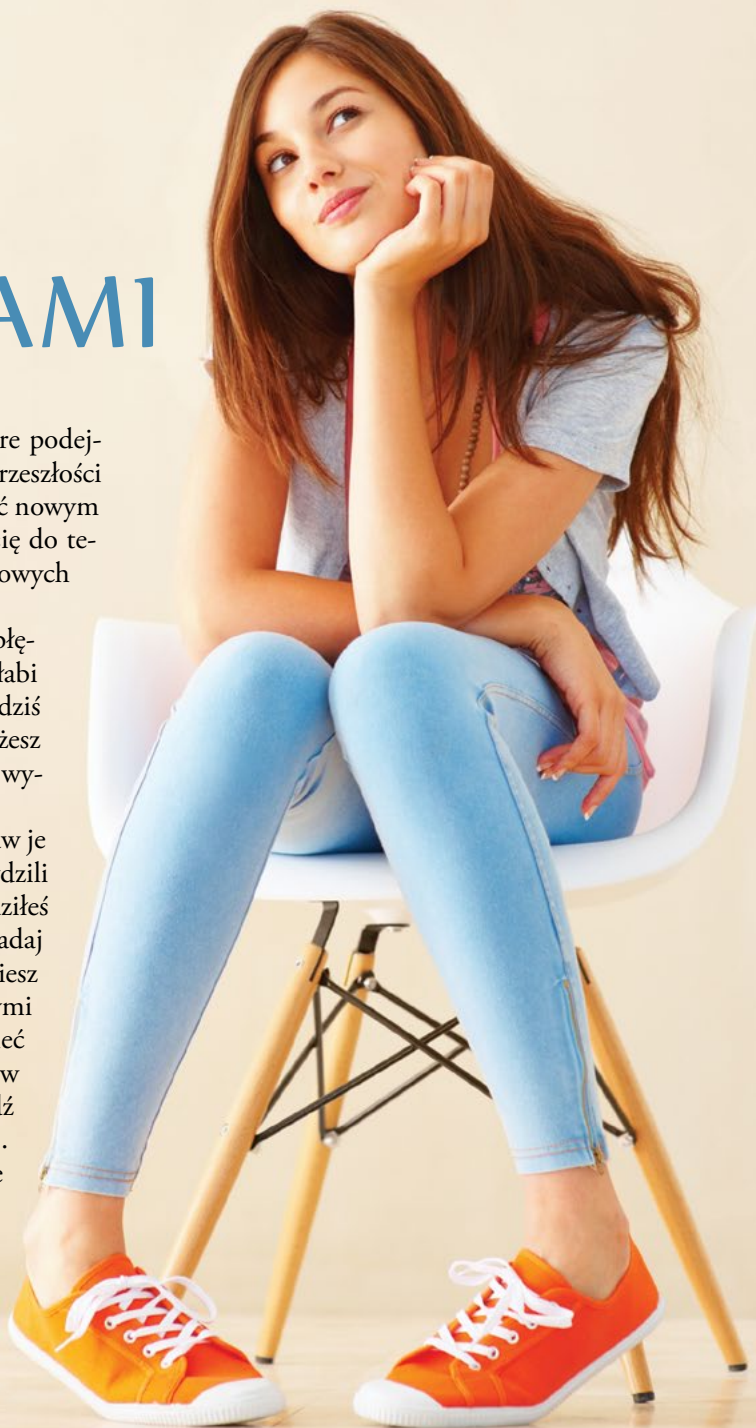 AMI
re podej-
rzeszłości
ć nowym
się do te-
owych
błę-
łabi
dziś
żesz
wy-
w je
dzili
ziłeś
adaj
iesz
ymi
eć
w
dź
.
e